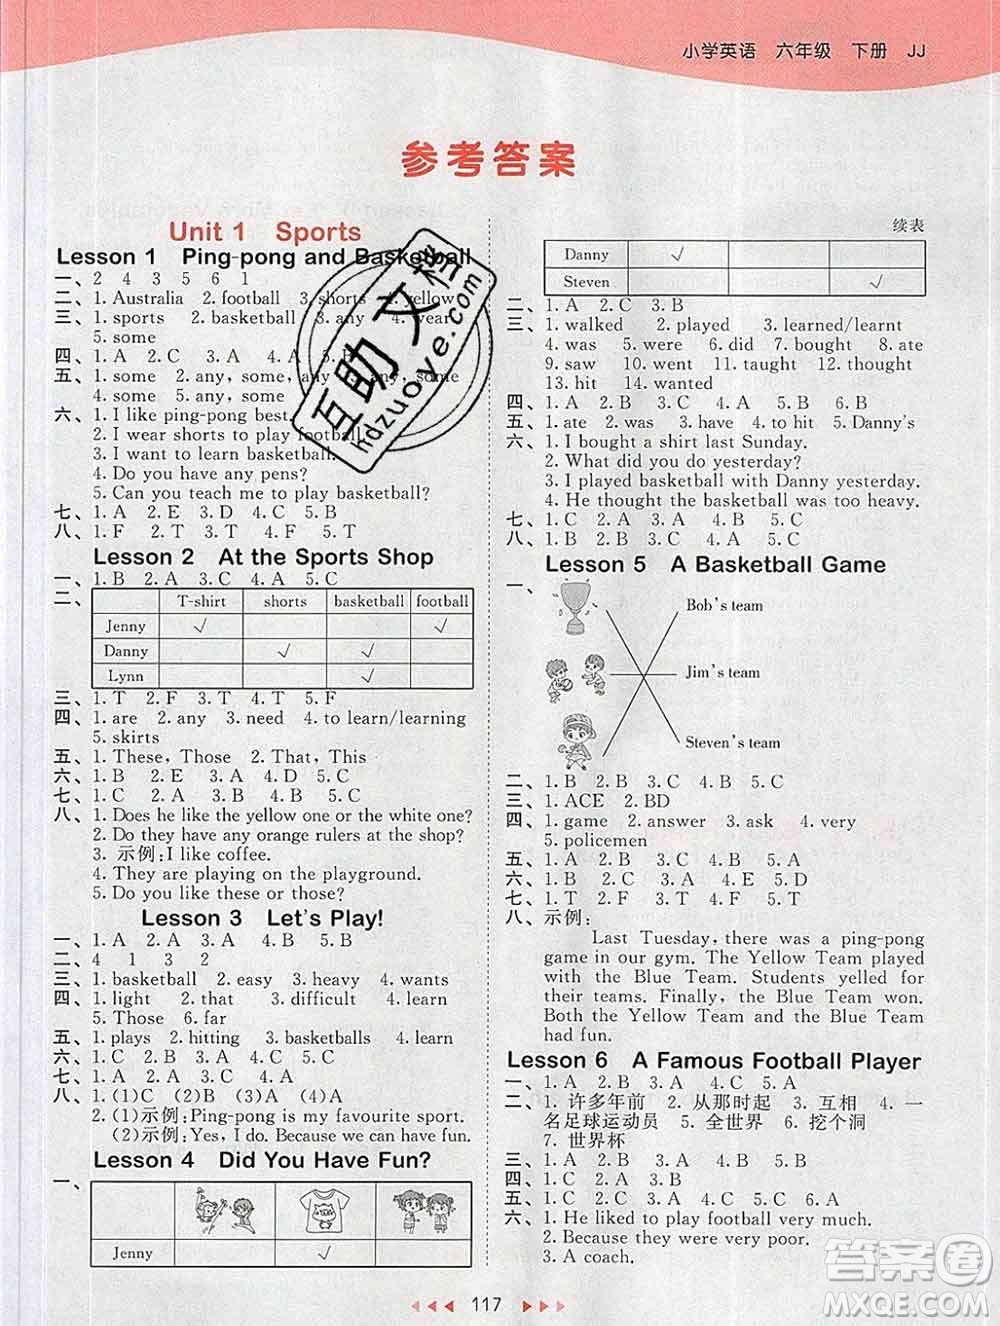 小学英语 六年级 下册 JJ
参考答案
Unit 1 Sports
Lesson 1 Ping-pong and Basketball
一、2 4 3 5 6 1
二、1. Australia 2. football 3. shorts 4. yellow
三、1. sports 2. basketball 3. any 4. wear
5. some
四、1. A 2. C 3. A 4. A 5. B
五、1. some 2. any, some 3. any, some
4. some 5. any, some
六、1. I like ping-pong best.
2. I wear shorts to play football.
3. I want to learn basketball.
4. Do you have any pens?
5. Can you teach me to play basketball?
七、1. A 2. E 3. D 4. C 5. B
八、1. F 2. T 3. T 4. F 5. T
Lesson 2 At the Sports Shop
一、1. B 2. A 3. C 4. A 5. C
二、
T-shirt shorts basketball football
Jenny √ √
Danny √ √
Lynn √
三、1. T 2. F 3. T 4. T 5. F
四、1. are 2. any 3. need 4. to learn/learning
5. skirts
五、1. These, Those 2. That, This
六、1. B 2. E 3. A 4. D 5. C
七、1. C 2. A 3. A 4. B 5. C
八、1. Does he like the yellow one or the white one?
2. Do they have any orange rulers at the shop?
3. 示例:I like coffee.
4. They are playing on the playground.
5. Do you like these or those?
Lesson 3 Let's Play!
一、1. A 2. A 3. A 4. B 5. B
二、4 1 3 2
三、1. basketball 2. easy 3. heavy 4. wants
四、1. light 2. that 3. difficult 4. learn
5. Those 6. far
五、1. plays 2. hitting 3. basketballs 4. learn
六、1. C 2. C 3. A 4. B 5. A
七、1. A 2. B 3. C 4. C 5. A
八、1. (1)C (2)B (3)A (4)A
2. (1)示例:Ping-pong is my favourite sport.
(2)示例:Yes, I do. Because we can have fun.
Lesson 4 Did You Have Fun?
一、
Jenny √
续表
Danny √
Steven √
二、1. A 2. C 3. B
三、1. walked 2. played 3. learned/learnt
4. was 5. were 6. did 7. bought 8. ate
9. saw 10. went 11. taught 12. thought
13. hit 14. wanted
四、1. A 2. C 3. C 4. A 5. B 6. B
五、1. ate 2. was 3. have 4. to hit 5. Danny's
六、1. I bought a shirt last Sunday.
2. What did you do yesterday?
3. I played basketball with Danny yesterday.
4. He thought the basketball was too heavy.
七、1. C 2. C 3. A 4. B 5. A
八、1. B 2. A 3. A 4. C 5. C
Lesson 5 A Basketball Game
一、
Bob's team
Jim's team
Steven's team
二、1. B 2. B 3. C 4. B 5. C
三、1. ACE 2. BD
四、1. game 2. answer 3. ask 4. very
5. policemen
五、1. A 2. C 3. A 4. B 5. A
六、1. B 2. C 3. A 4. E 5. D
七、1. T 2. F 3. F 4. T 5. T
八、示例:
Last Tuesday, there was a ping-pong
game in our gym. The Yellow Team played
with the Blue Team. Students yelled for
their teams. Finally, the Blue Team won.
Both the Yellow Team and the Blue Team
had fun.
Lesson 6 A Famous Football Player
一、1. A 2. B 3. C 4. A 5. C
二、1. 许多年前 2. 从那时起 3. 互相 4. 一
名足球运动员 5. 全世界 6. 挖个洞
7. 世界杯
三、1. A 2. B 3. C 4. B 5. A
四、1. C 2. A 3. C 4. A 5. B
五、1. C 2. A 3. B 4. A 5. C 6. A
六、1. He liked to play football very much.
2. Because they were very poor.
3. A coach.
117
互助文档
hdzuoye.com
答案圈
MXQE.COM